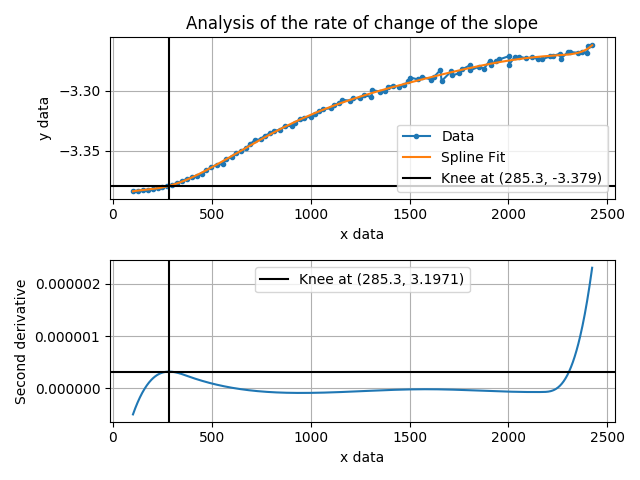 Analysis of the rate of change of the slope
−3.30
−3.35
y data
Data
Spline Fit
Knee at (285.3, -3.379)
0 500 1000 1500 2000 2500
x data
Knee at (285.3, 3.1971)
0.000002
0.000001
0.000000
Second derivative
0 500 1000 1500 2000 2500
x data